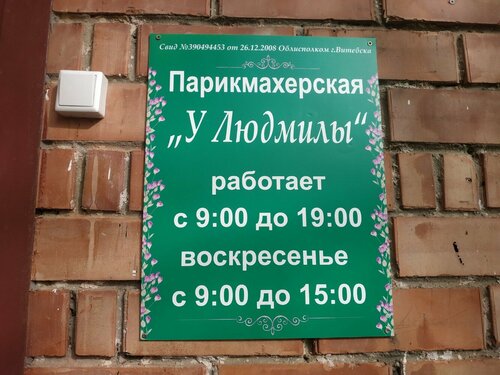 Свид №390494453 от 26.12.2008 Облисполком г.Витебска
Парикмахерская
„У Людмилы“
работает
с 9:00 до 19:00
воскресенье
с 9:00 до 15:00